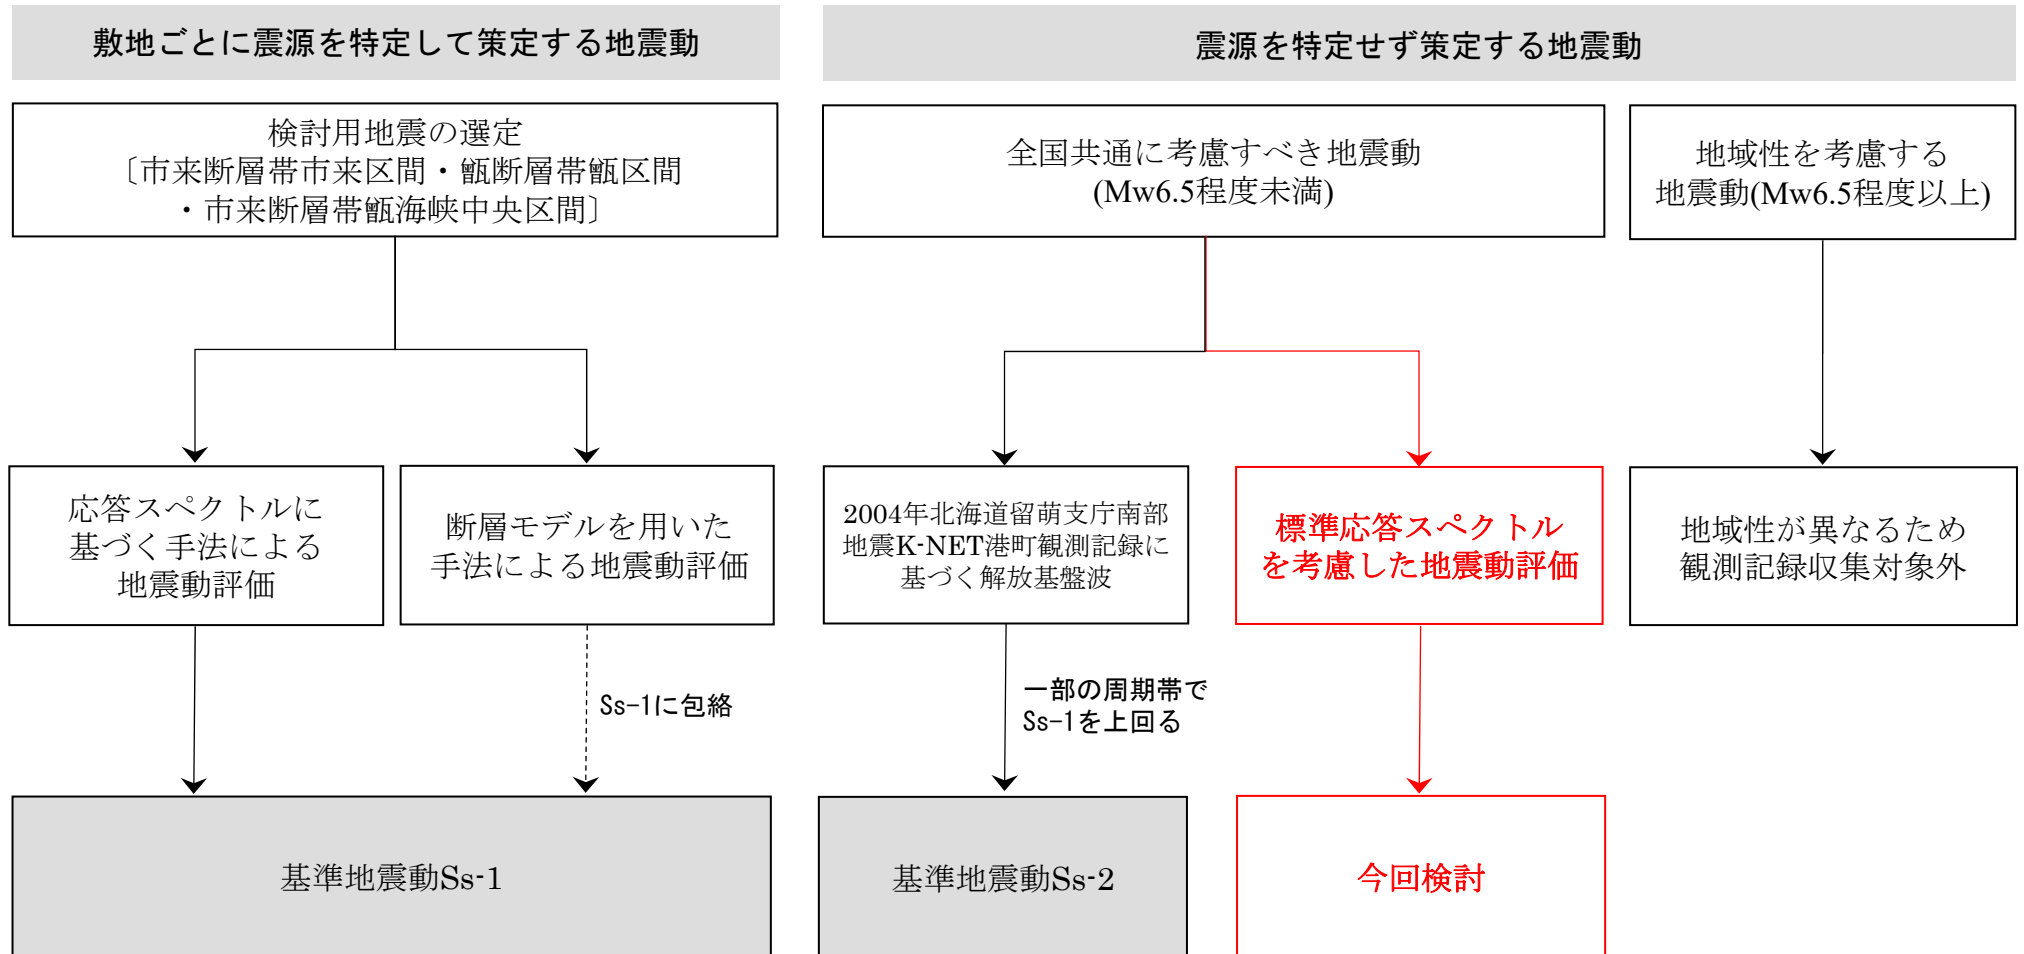 敷地ごとに震源を特定して策定する地震動
震源を特定せず策定する地震動
検討用地震の選定
〔市来断層帯市来区間・甑断層帯甑区間
・市来断層帯甑海峡中央区間〕
全国共通に考慮すべき地震動
(Mw6.5程度未満)
地域性を考慮する
地震動(Mw6.5程度以上)
応答スペクトルに
基づく手法による
地震動評価
断層モデルを用いた
手法による地震動評価
2004年北海道留萌支庁南部
地震K-NET港町観測記録に
基づく解放基盤波
標準応答スペクトル
を考慮した地震動評価
地域性が異なるため
観測記録収集対象外
Ss-1に包絡
一部の周期帯で
Ss-1を上回る
基準地震動Ss-1
基準地震動Ss-2
今回検討